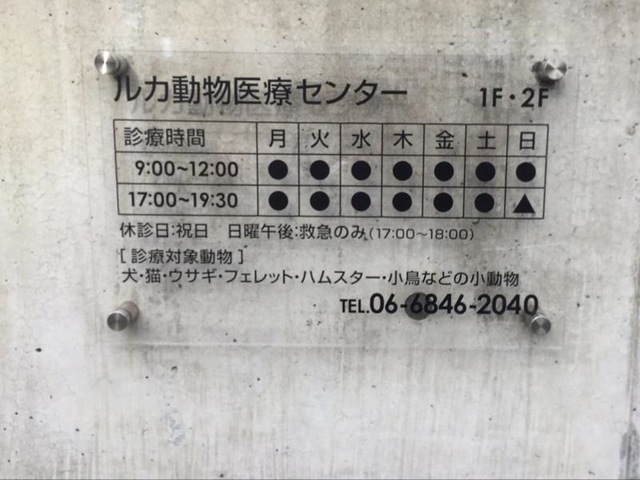 ルカ動物医療センター 1F・2F
診療時間 月 火 水 木 金 土 日
9:00~12:00 ● ● ● ● ● ● ●
17:00~19:30 ● ● ● ● ● ● ▲
休診日:祝日 日曜午後:救急のみ(17:00~18:00)
[診療対象動物]
犬・猫・ウサギ・フェレット・ハムスター・小鳥などの小動物
TEL.06-6846-2040